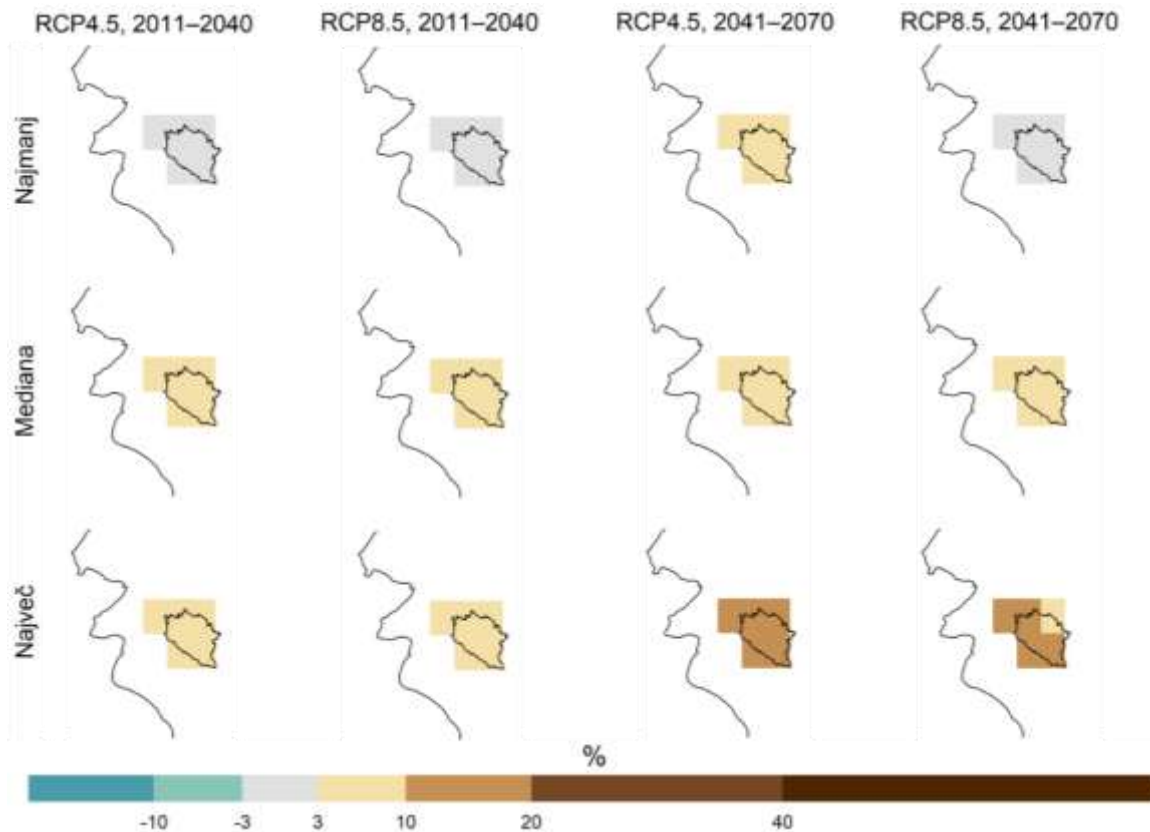 RCP4.5, 2011–2040 RCP8.5, 2011–2040 RCP4.5, 2041–2070 RCP8.5, 2041–2070
Najmanj
Mediana
Največ
%
-10 -3 3 10 20 40